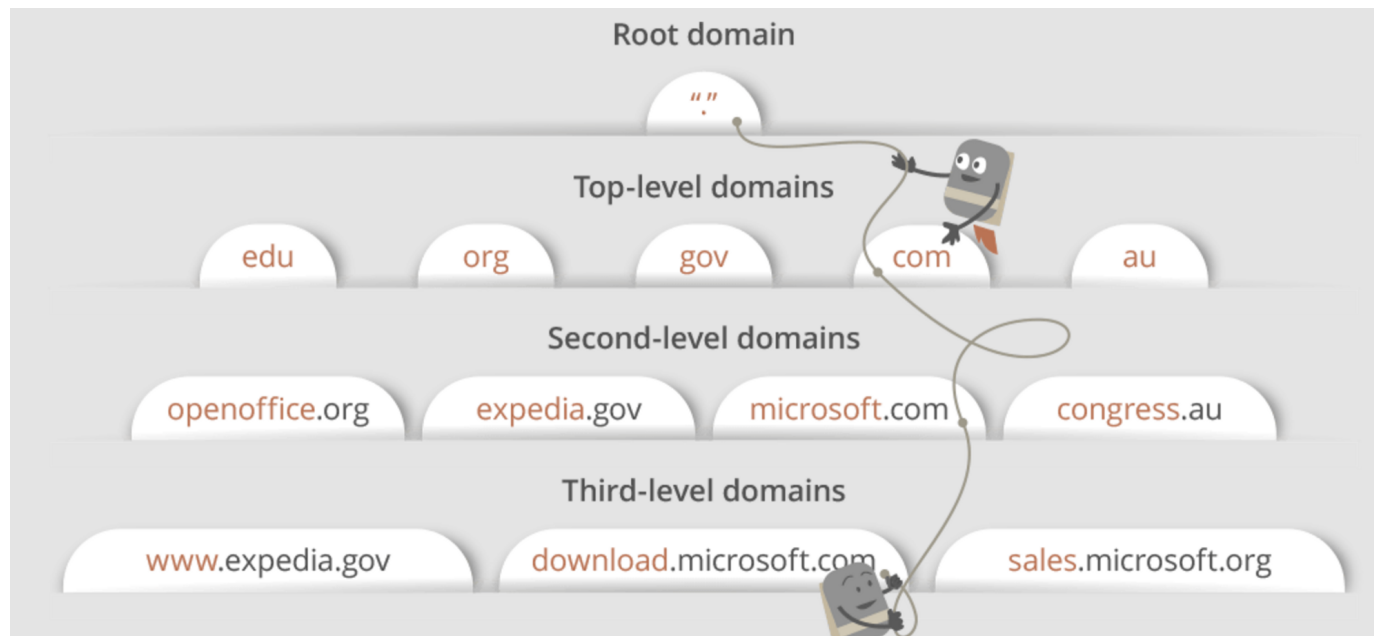 Root domain
“.”
Top-level domains
edu org gov com au
Second-level domains
openoffice.org expedia.gov microsoft.com congress.au
Third-level domains
www.expedia.gov download.microsoft.com sales.microsoft.org